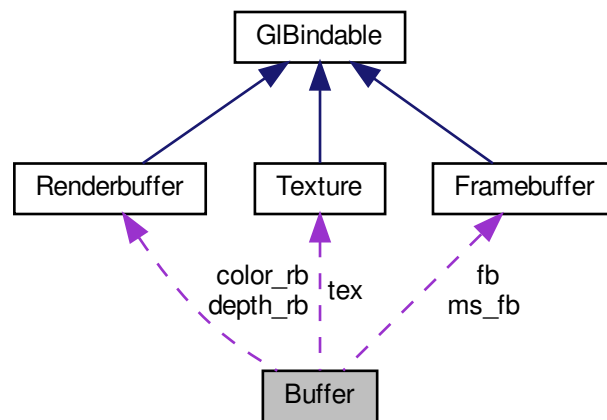 GlBindable
Renderbuffer
Texture
Framebuffer
color_rb
depth_rb
tex
fb
ms_fb
Buffer